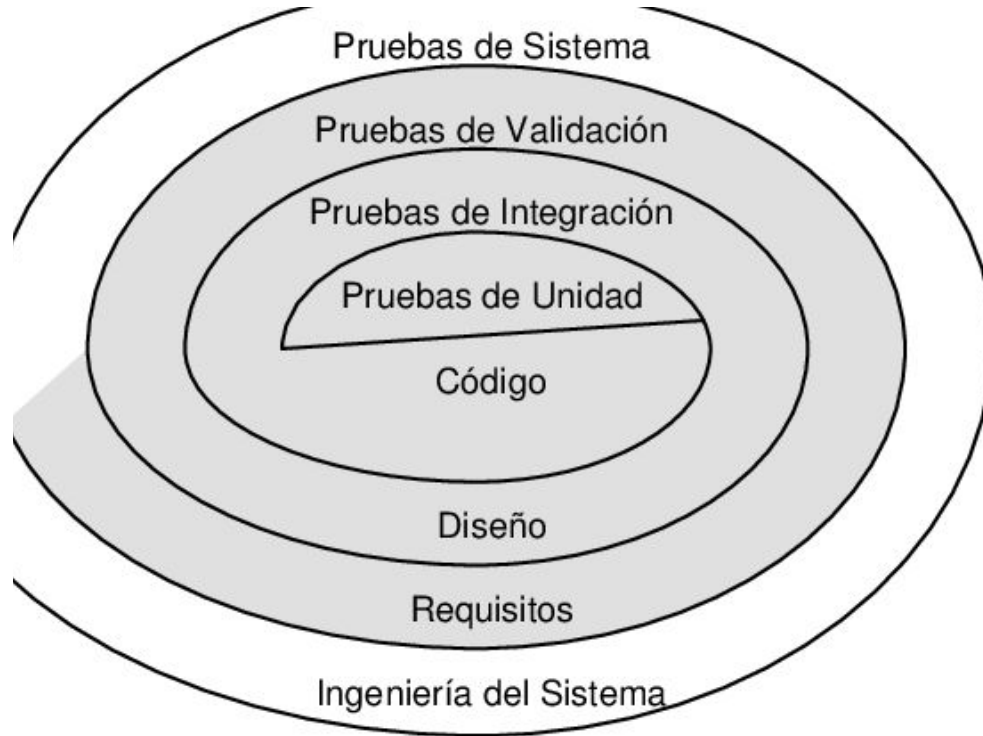 Pruebas de Sistema
Pruebas de Validación
Pruebas de Integración
Pruebas de Unidad
Código
Diseño
Requisitos
Ingeniería del Sistema